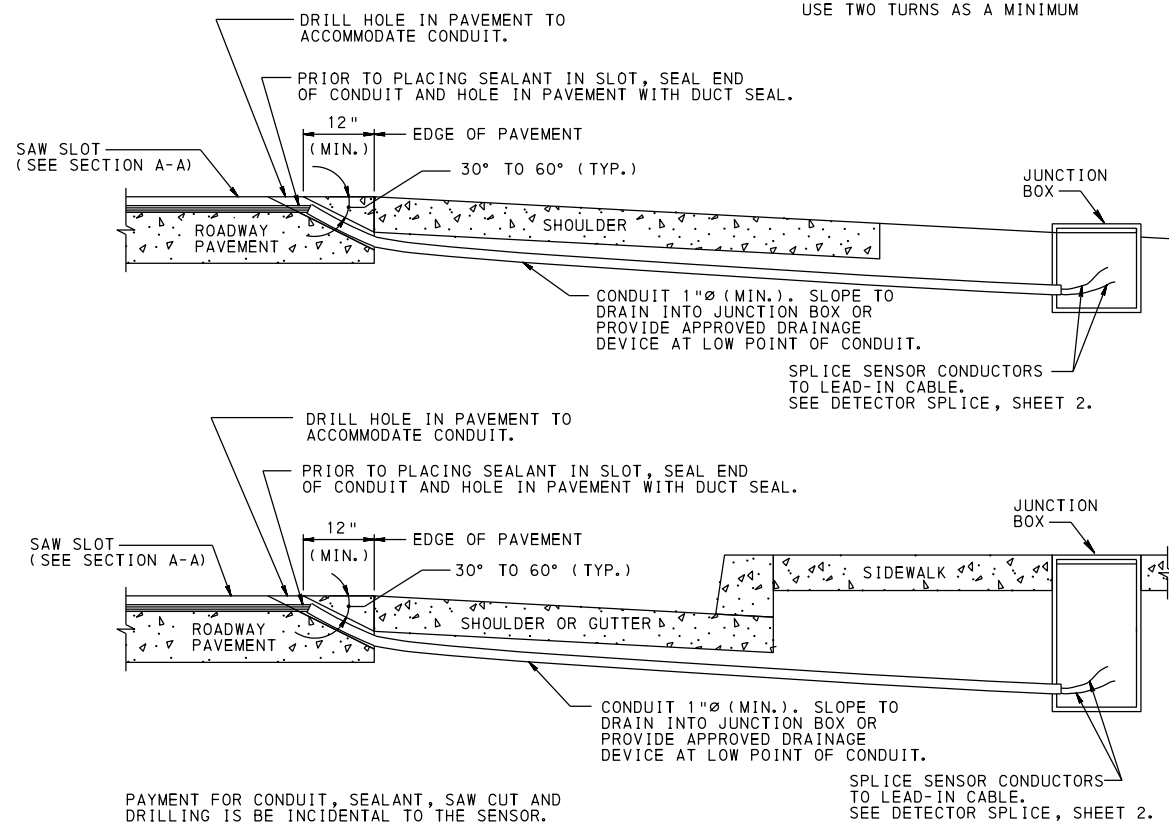 USE TWO TURNS AS A MINIMUM
DRILL HOLE IN PAVEMENT TO
ACCOMMODATE CONDUIT.
PRIOR TO PLACING SEALANT IN SLOT, SEAL END
OF CONDUIT AND HOLE IN PAVEMENT WITH DUCT SEAL.
12"
(MIN.)
EDGE OF PAVEMENT
SAW SLOT
(SEE SECTION A-A)
30° TO 60° (TYP.)
JUNCTION
BOX
ROADWAY
PAVEMENT
SHOULDER
CONDUIT 1"Ø (MIN.). SLOPE TO
DRAIN INTO JUNCTION BOX OR
PROVIDE APPROVED DRAINAGE
DEVICE AT LOW POINT OF CONDUIT.
SPLICE SENSOR CONDUCTORS
TO LEAD-IN CABLE.
SEE DETECTOR SPLICE, SHEET 2.
DRILL HOLE IN PAVEMENT TO
ACCOMMODATE CONDUIT.
PRIOR TO PLACING SEALANT IN SLOT, SEAL END
OF CONDUIT AND HOLE IN PAVEMENT WITH DUCT SEAL.
JUNCTION
BOX
12"
(MIN.)
EDGE OF PAVEMENT
SAW SLOT
(SEE SECTION A-A)
30° TO 60° (TYP.)
SIDEWALK
ROADWAY
PAVEMENT
SHOULDER OR GUTTER
CONDUIT 1"Ø (MIN.). SLOPE TO
DRAIN INTO JUNCTION BOX OR
PROVIDE APPROVED DRAINAGE
DEVICE AT LOW POINT OF CONDUIT.
SPLICE SENSOR CONDUCTORS
TO LEAD-IN CABLE.
SEE DETECTOR SPLICE, SHEET 2.
PAYMENT FOR CONDUIT, SEALANT, SAW CUT AND
DRILLING IS BE INCIDENTAL TO THE SENSOR.